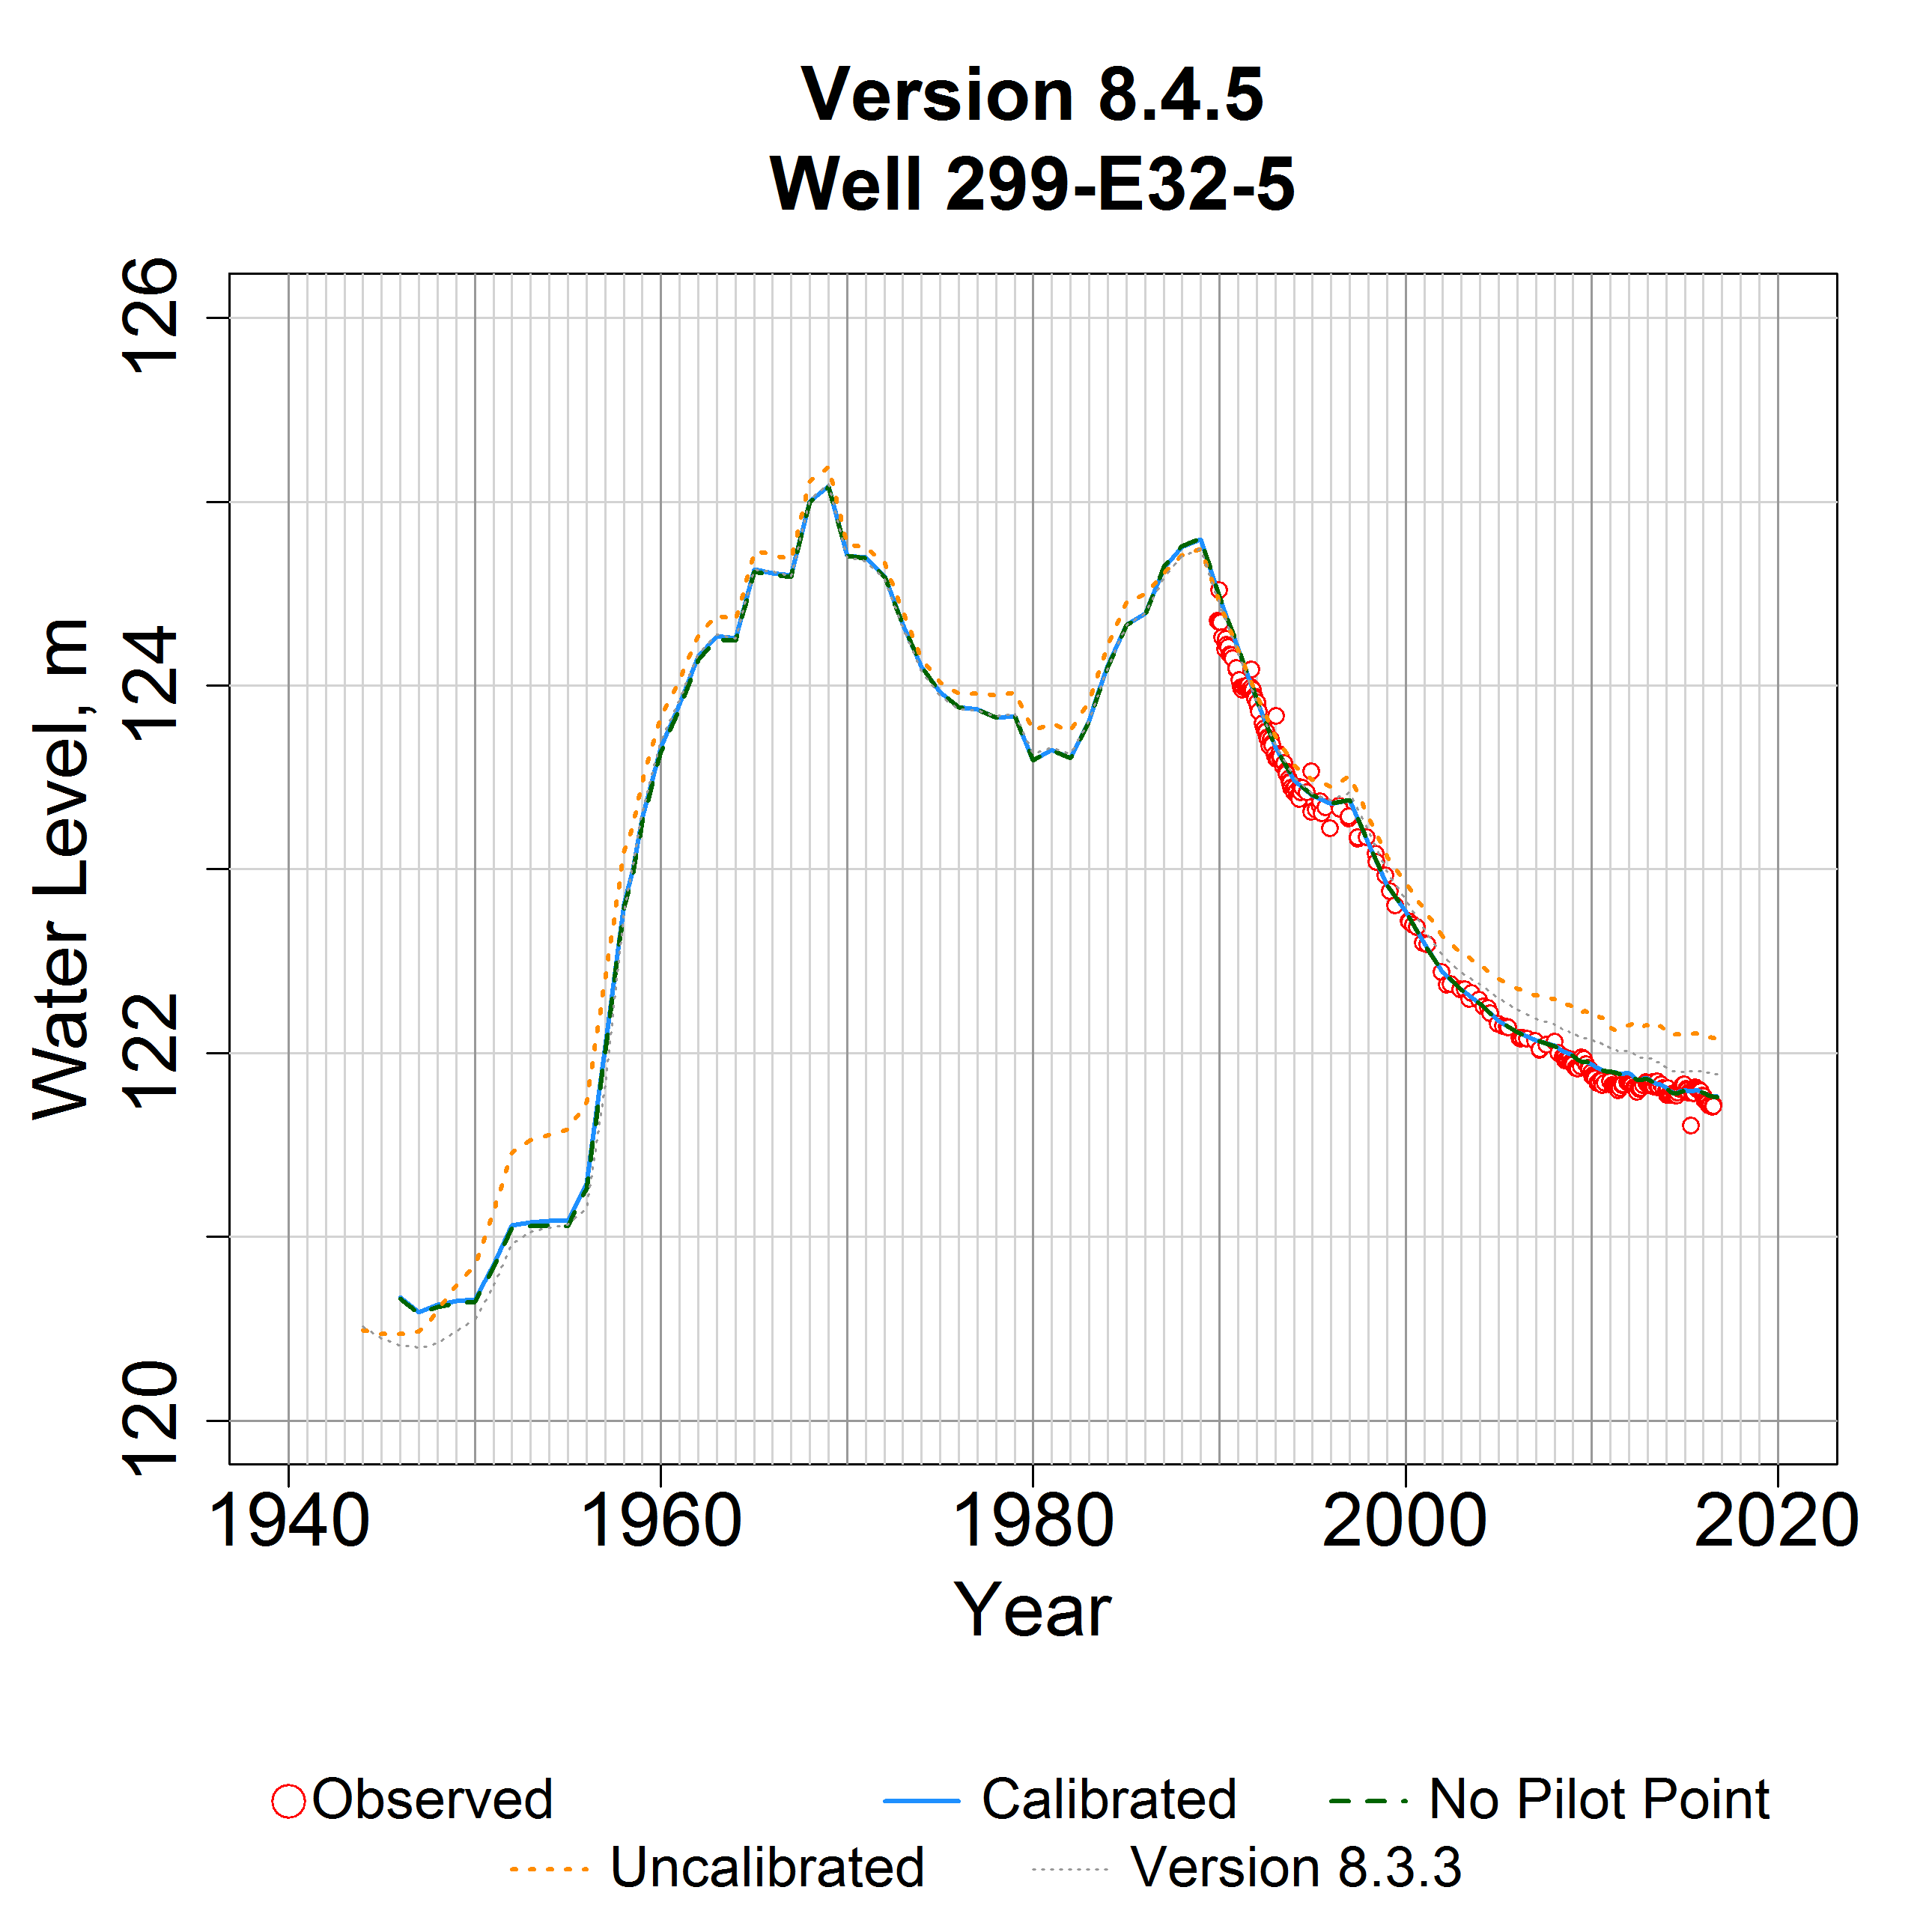 Version 8.4.5
Well 299-E32-5
Water Level, m
126
124
122
120
1940 1960 1980 2000 2020
Year
Observed Calibrated No Pilot Point
Uncalibrated Version 8.3.3